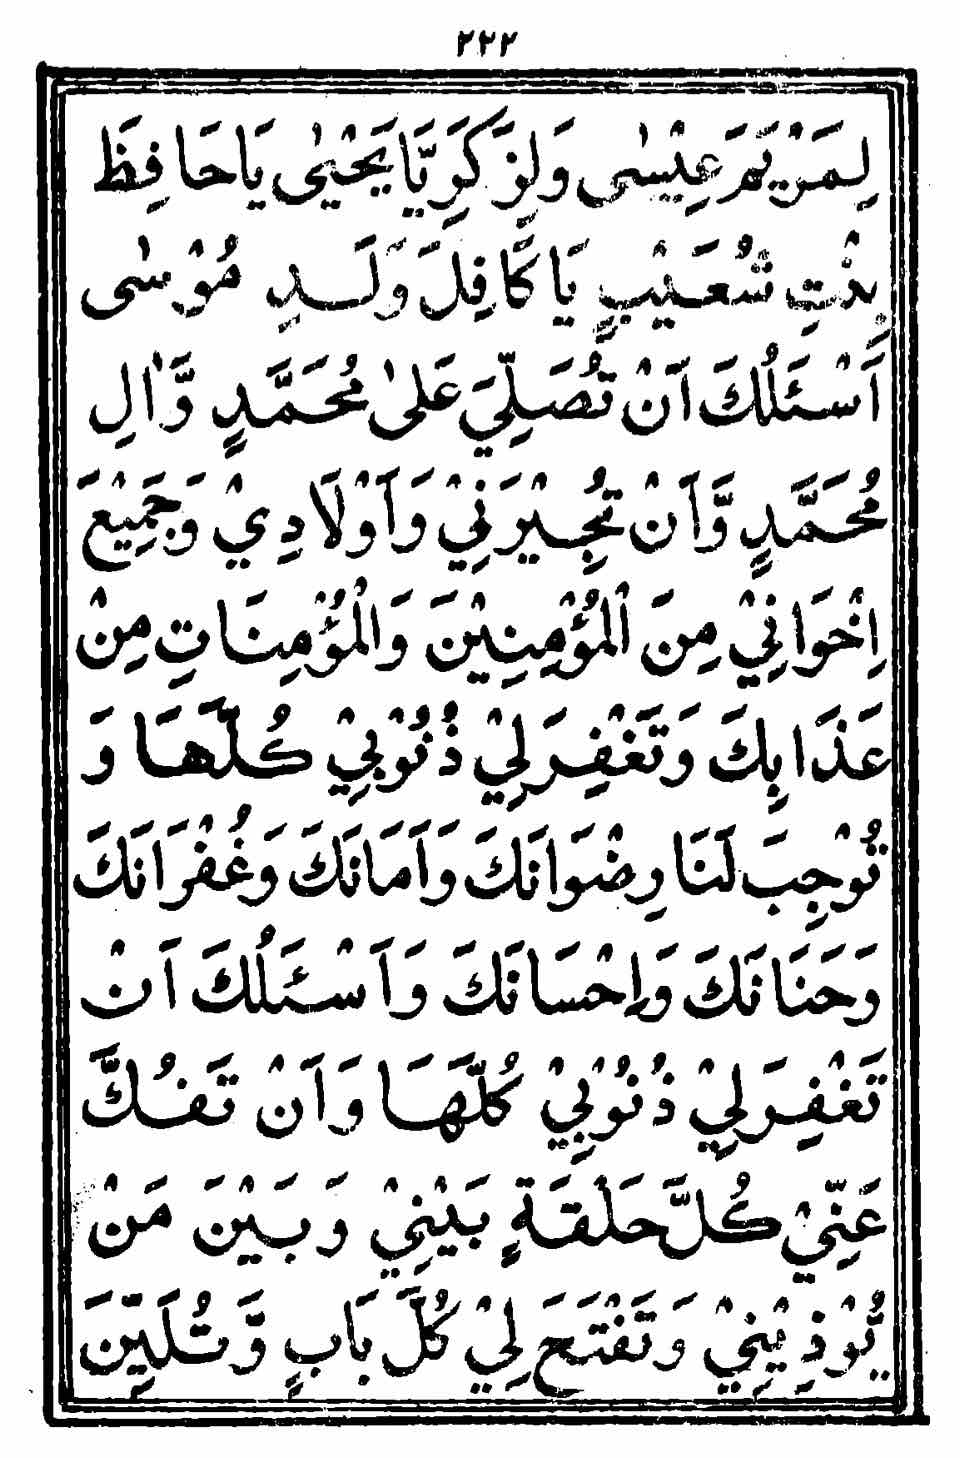 ٢٢٢
لِمَرْيَمَ عِيْسٰى وَلِزَكَرِيَّا يَحْيٰى يَا حَافِظَ
بِنْتِ شُعَيْبٍ يَا كَافِلَ وَلَدِ مُوْسٰى
اَسْئَلُكَ اَنْ تُصَلِّيَ عَلٰى مُحَمَّدٍ وَّاٰلِ
مُحَمَّدٍ وَّاَنْ تُجِيْرَنِيْ وَاَوْلَادِيْ وَجَمِيْعَ
اِخْوَانِيْ مِنَ الْمُؤْمِنِيْنَ وَالْمُؤْمِنَاتِ مِنْ
عَذَابِكَ وَتَغْفِرَ لِيْ ذُنُوْبِيْ كُلَّهَا وَ
تُوْجِبَ لَنَا رِضْوَانَكَ وَاَمَانَكَ وَغُفْرَانَكَ
وَحَنَانَكَ وَاِحْسَانَكَ وَاَسْئَلُكَ اَنْ
تَغْفِرَ لِيْ ذُنُوْبِيْ كُلَّهَا وَاَنْ تَفُكَّ
عَنِّيْ كُلَّ حَلْقَةٍ بَيْنِيْ وَبَيْنَ مَنْ
يُّوْذِيْنِيْ وَتَفْتَحَ لِيْ كُلَّ بَابٍ وَّتُلَيِّنَ